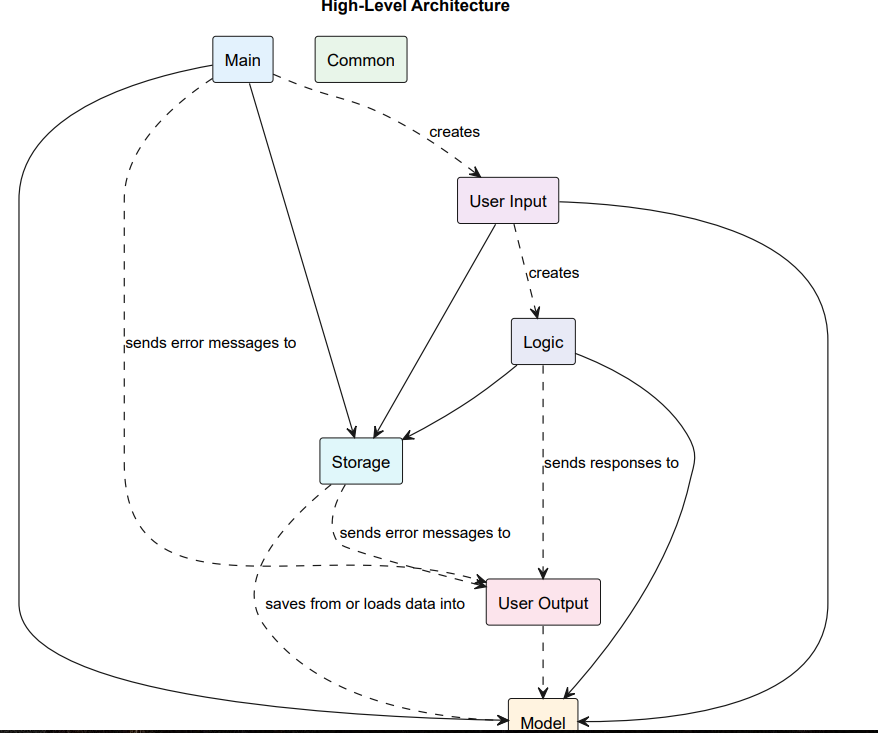 High-Level Architecture
Main
Common
creates
User Input
creates
Logic
sends error messages to
Storage
sends responses to
sends error messages to
saves from or loads data into
User Output
Model